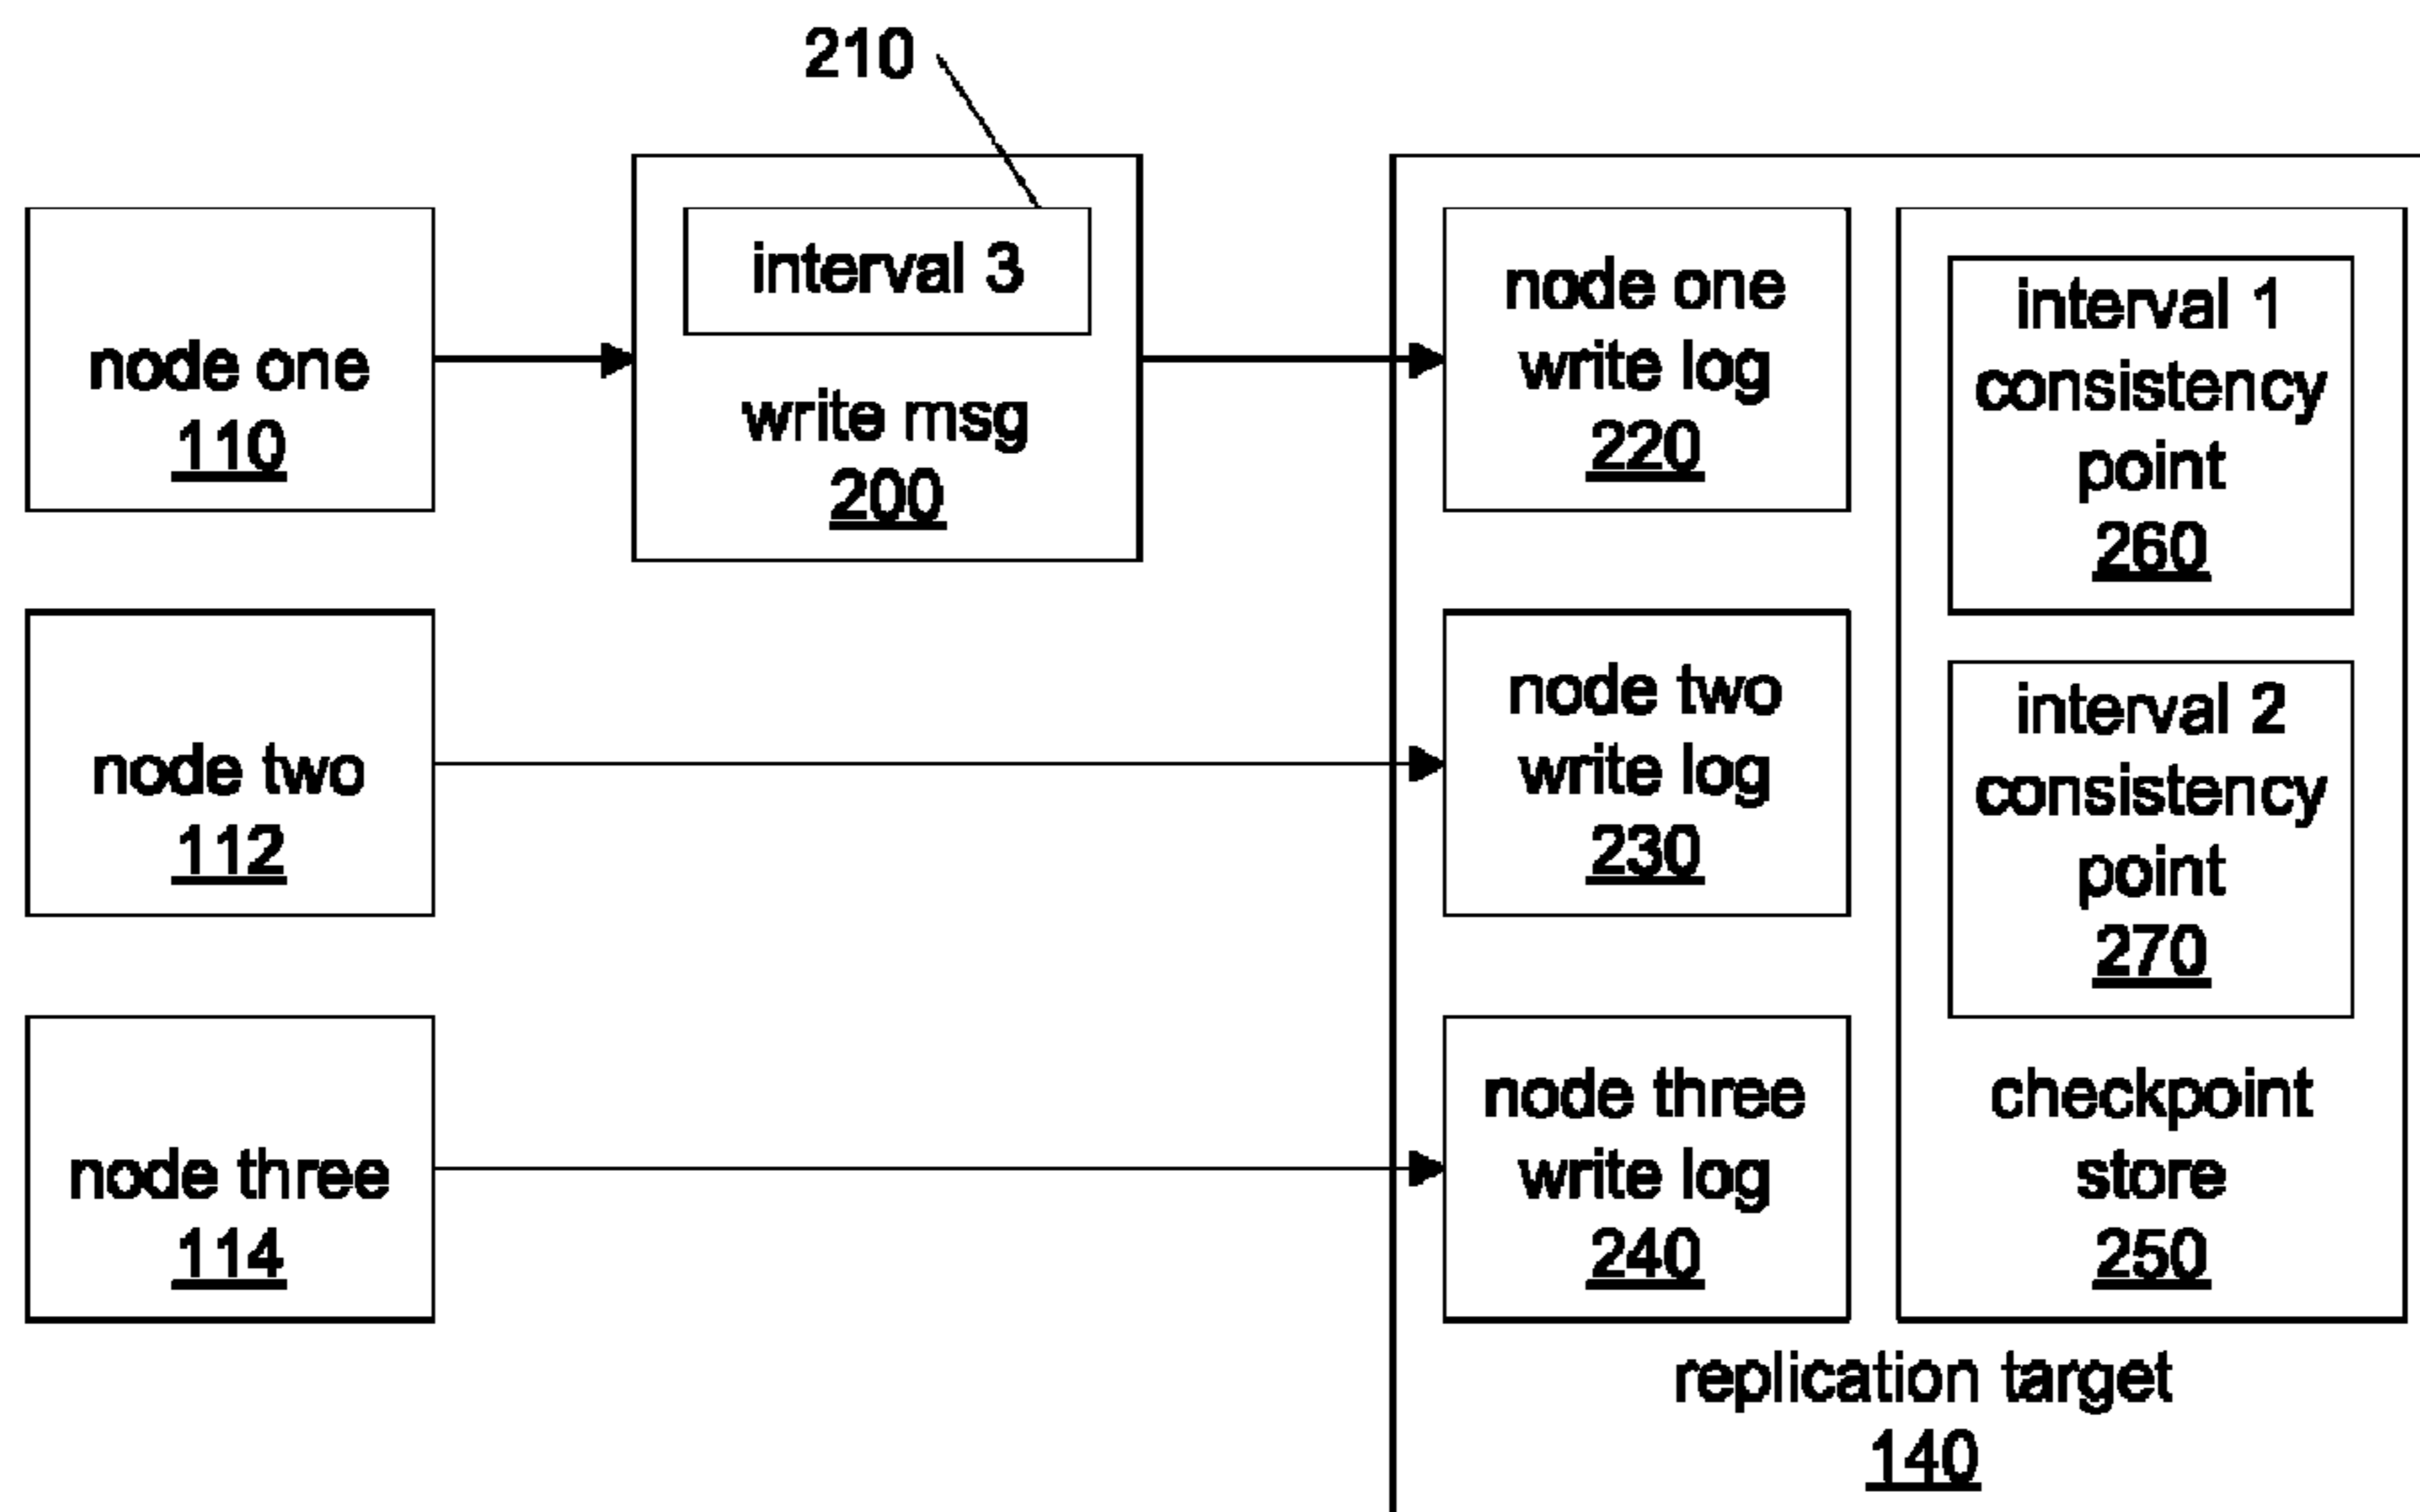 210
node one
110
interval 3
write msg
200
node one
write log
220
interval 1
consistency
point
260
node two
112
node two
write log
230
interval 2
consistency
point
270
node three
114
node three
write log
240
checkpoint
store
250
replication target
140